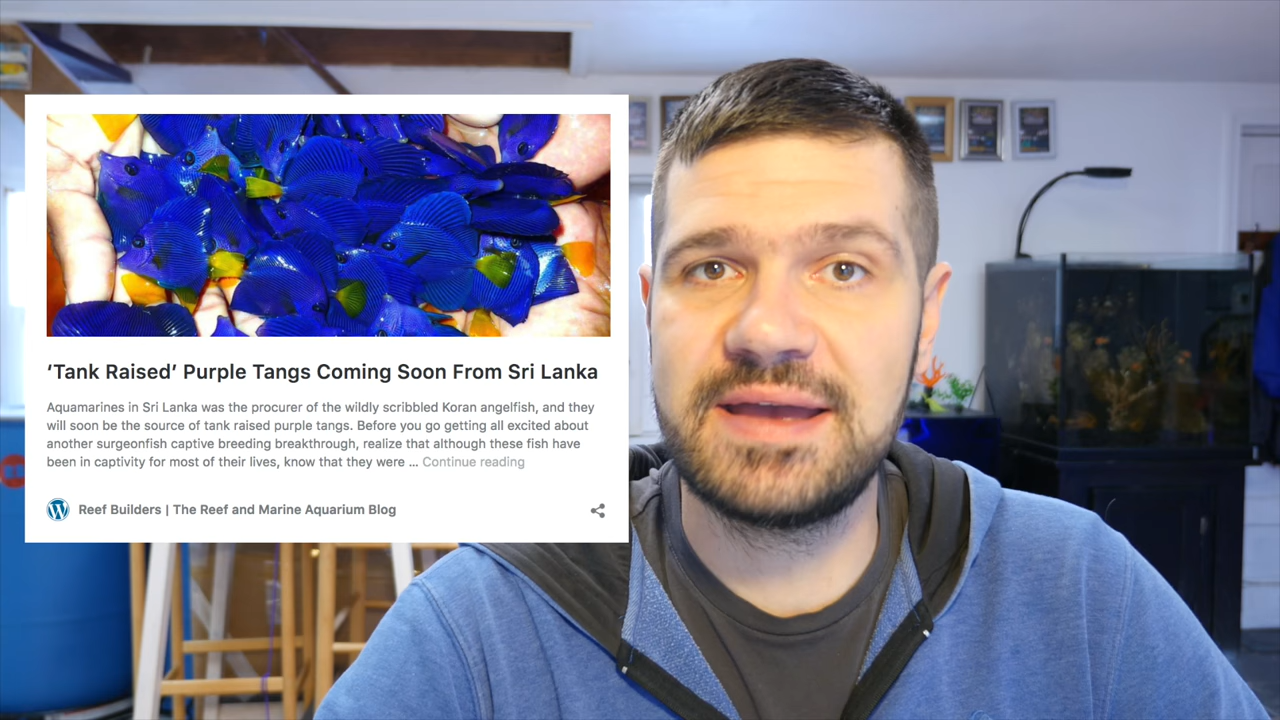 ‘Tank Raised’ Purple Tangs Coming Soon From Sri Lanka
Aquamarines in Sri Lanka was the procurer of the wildly scribbled Koran angelfish, and they
will soon be the source of tank raised purple tangs. Before you go getting all excited about
another surgeonfish captive breeding breakthrough, realize that although these fish have
been in captivity for most of their lives, know that they were ... Continue reading
Reef Builders | The Reef and Marine Aquarium Blog